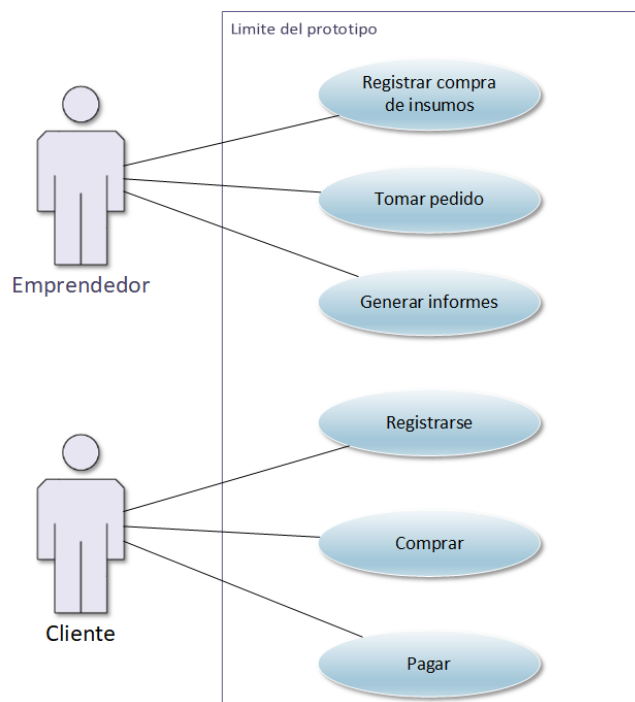 Limite del prototipo
Registrar compra
de insumos
Tomar pedido
Emprendedor
Generar informes
Registrarse
Comprar
Cliente
Pagar